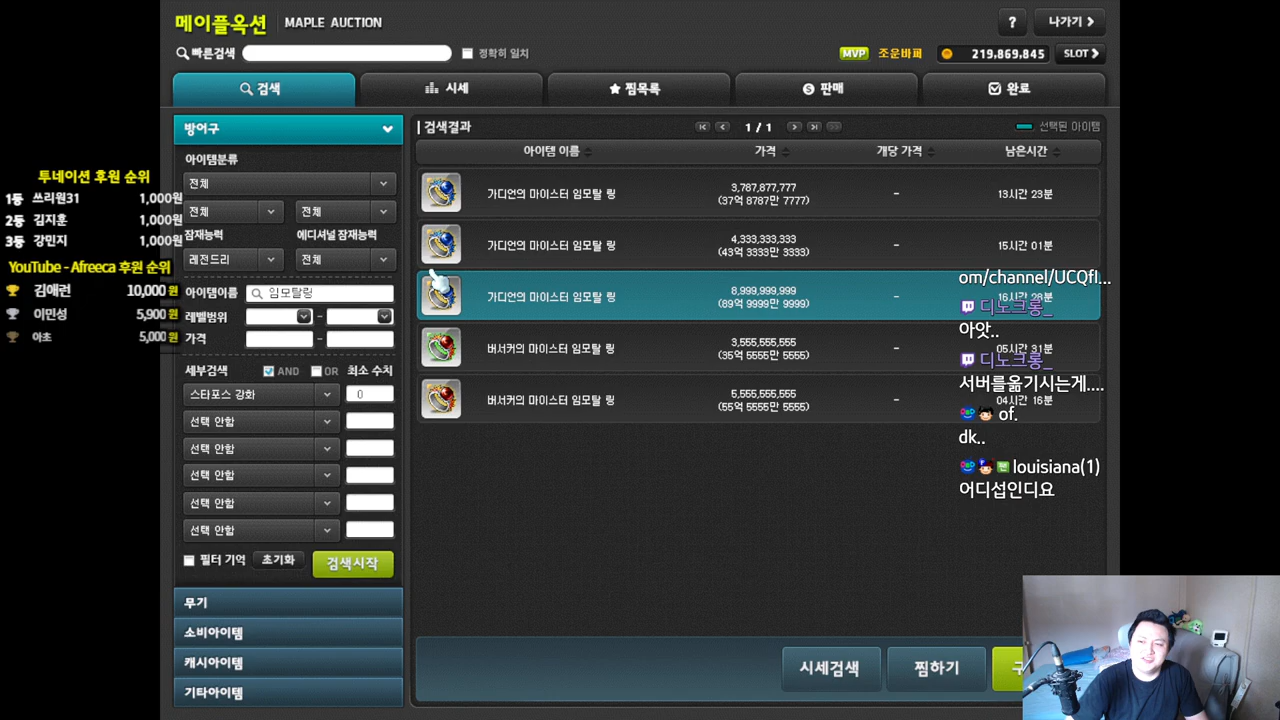 메이플옥션 MAPLE AUCTION
? 나가기
빠른검색 정확히 일치
MVP 조운바페 219,869,845 SLOT
검색 시세 찜목록 판매 완료
방어구
아이템분류
전체
전체 전체
잠재능력 에디셔널 잠재능력
레전드리 전체
아이템이름 임모탈링
레벨범위 -
가격 -
세부검색 AND OR 최소 수치
스타포스 강화 0
선택 안함
선택 안함
선택 안함
선택 안함
선택 안함
필터 기억 초기화 검색시작
무기
소비아이템
캐시아이템
기타아이템
검색결과 1 / 1 선택된 아이템
아이템 이름 가격 개당 가격 남은시간
가디언의 마이스터 임모탈 링 3,787,877,777 - 13시간 23분
(37억 8787만 7777)
가디언의 마이스터 임모탈 링 4,333,333,333 - 15시간 01분
(43억 3333만 3333)
가디언의 마이스터 임모탈 링 8,999,999,999 - 16시간 28분
(89억 9999만 9999)
버서커의 마이스터 임모탈 링 3,555,555,555 - 05시간 31분
(35억 5555만 5555)
버서커의 마이스터 임모탈 링 5,555,555,555 - 04시간 16분
(55억 5555만 5555)
시세검색 찜하기 구
투네이션 후원 순위
1등 쓰리원31 1,000원
2등 김지훈 1,000원
3등 강민지 1,000원
YouTube - Afreeca 후원 순위
김애런 10,000원
이민성 5,900원
아초 5,000원
om/channel/UCQfI...
디노크롱_
아앗..
디노크롱_
서버를옮기시는게....
of.
dk..
louisiana(1)
어디섭인디요